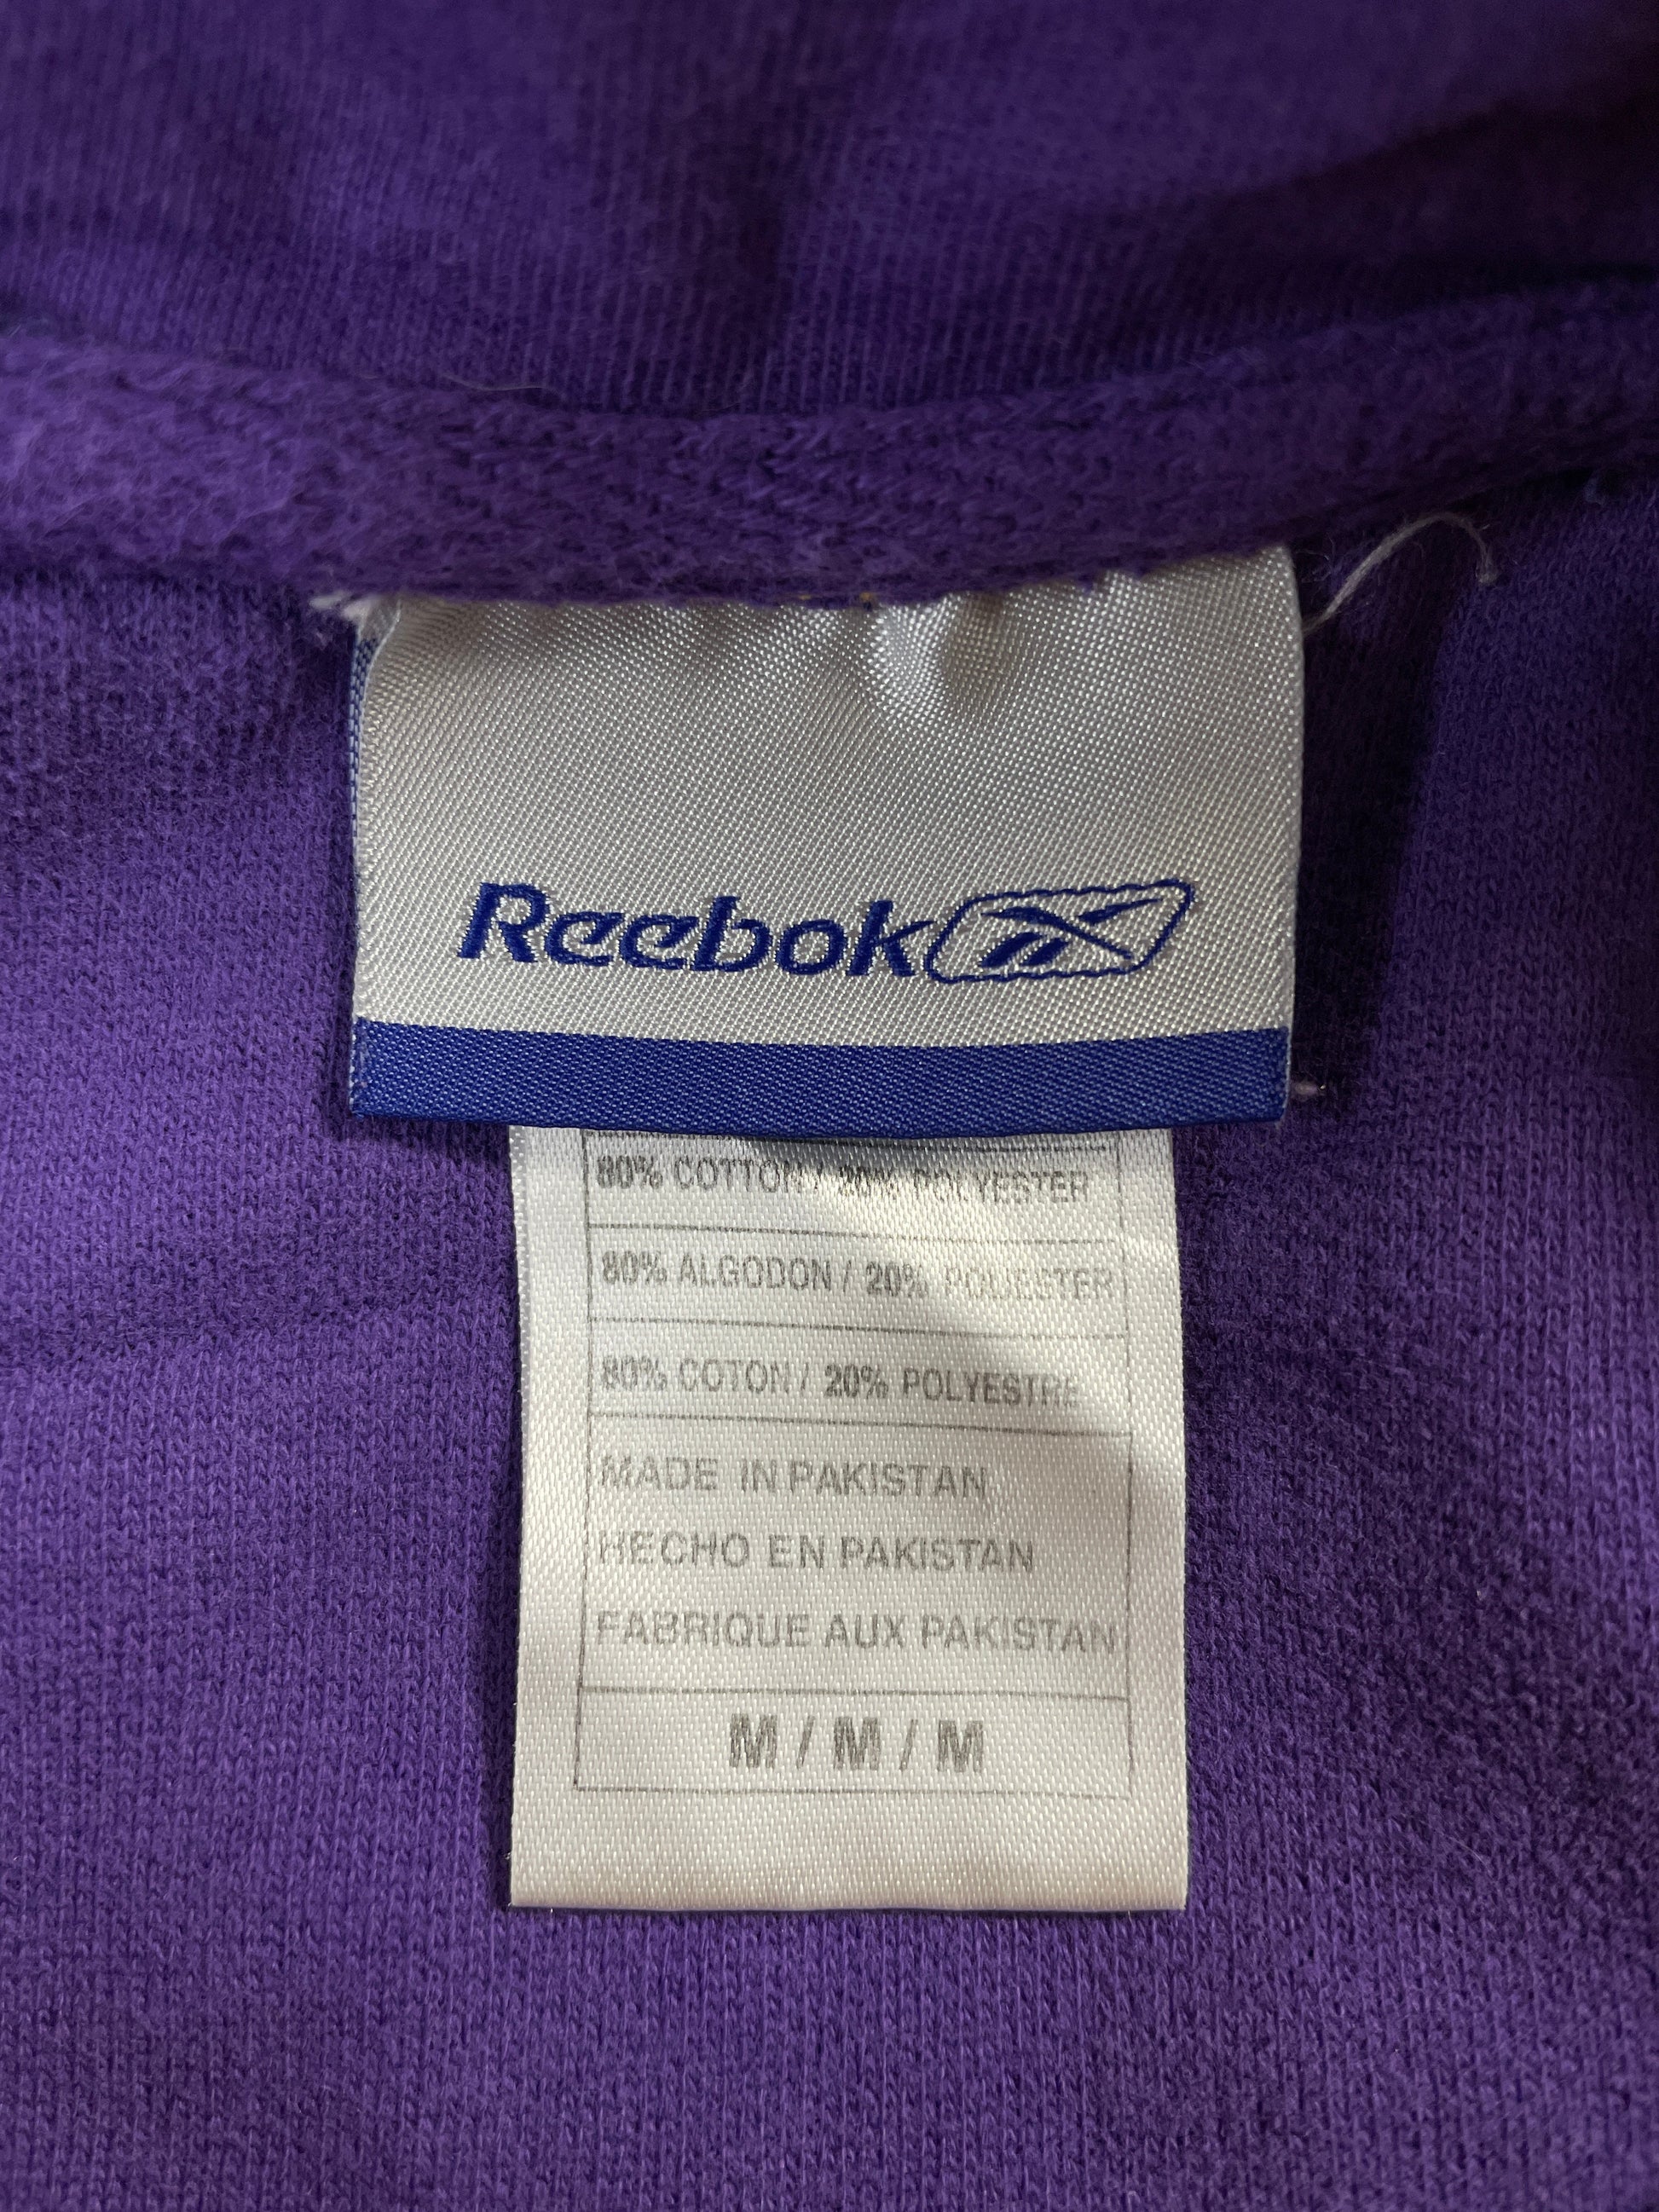 Reebok
80% COTTON / 20% POLYESTER
80% ALGODON / 20% POLIESTER
80% COTON / 20% POLYESTRE
MADE IN PAKISTAN
HECHO EN PAKISTAN
FABRIQUE AUX PAKISTAN
M / M / M